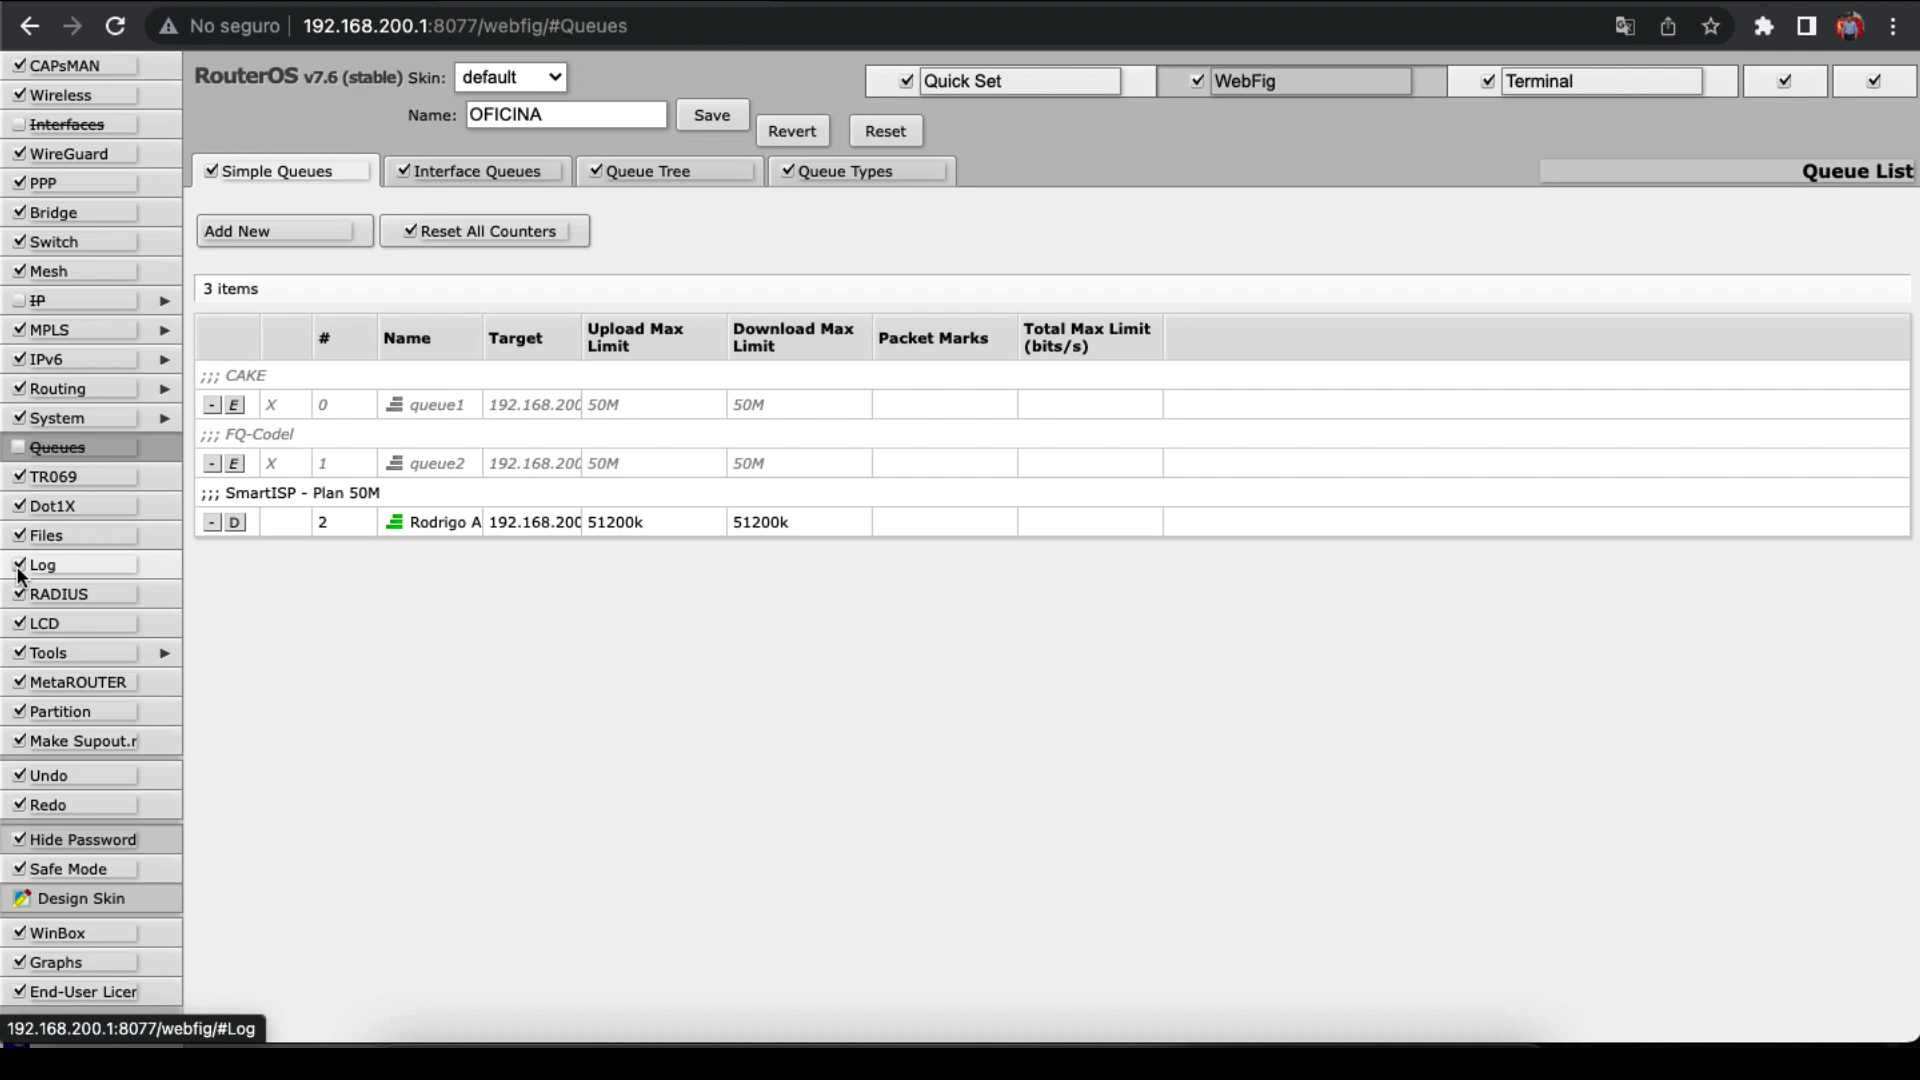 No seguro
192.168.200.1:8077/webfig/#Queues
CAPsMAN
Wireless
Interfaces
WireGuard
PPP
Bridge
Switch
Mesh
IP
MPLS
IPv6
Routing
System
Queues
TR069
Dot1X
Files
Log
RADIUS
LCD
Tools
MetaROUTER
Partition
Make Supout.r
Undo
Redo
Hide Password
Safe Mode
Design Skin
WinBox
Graphs
End-User Licen
RouterOS v7.6 (stable) Skin: default
Name: OFICINA Save Revert Reset
Quick Set WebFig Terminal
Simple Queues Interface Queues Queue Tree Queue Types
Queue List
Add New Reset All Counters
3 items
# Name Target Upload Max Limit Download Max Limit Packet Marks Total Max Limit (bits/s)
;;; CAKE
- E X 0 queue1 192.168.200 50M 50M
;;; FQ-Codel
- E X 1 queue2 192.168.200 50M 50M
;;; SmartISP - Plan 50M
- D 2 Rodrigo A 192.168.200 51200k 51200k
192.168.200.1:8077/webfig/#Log